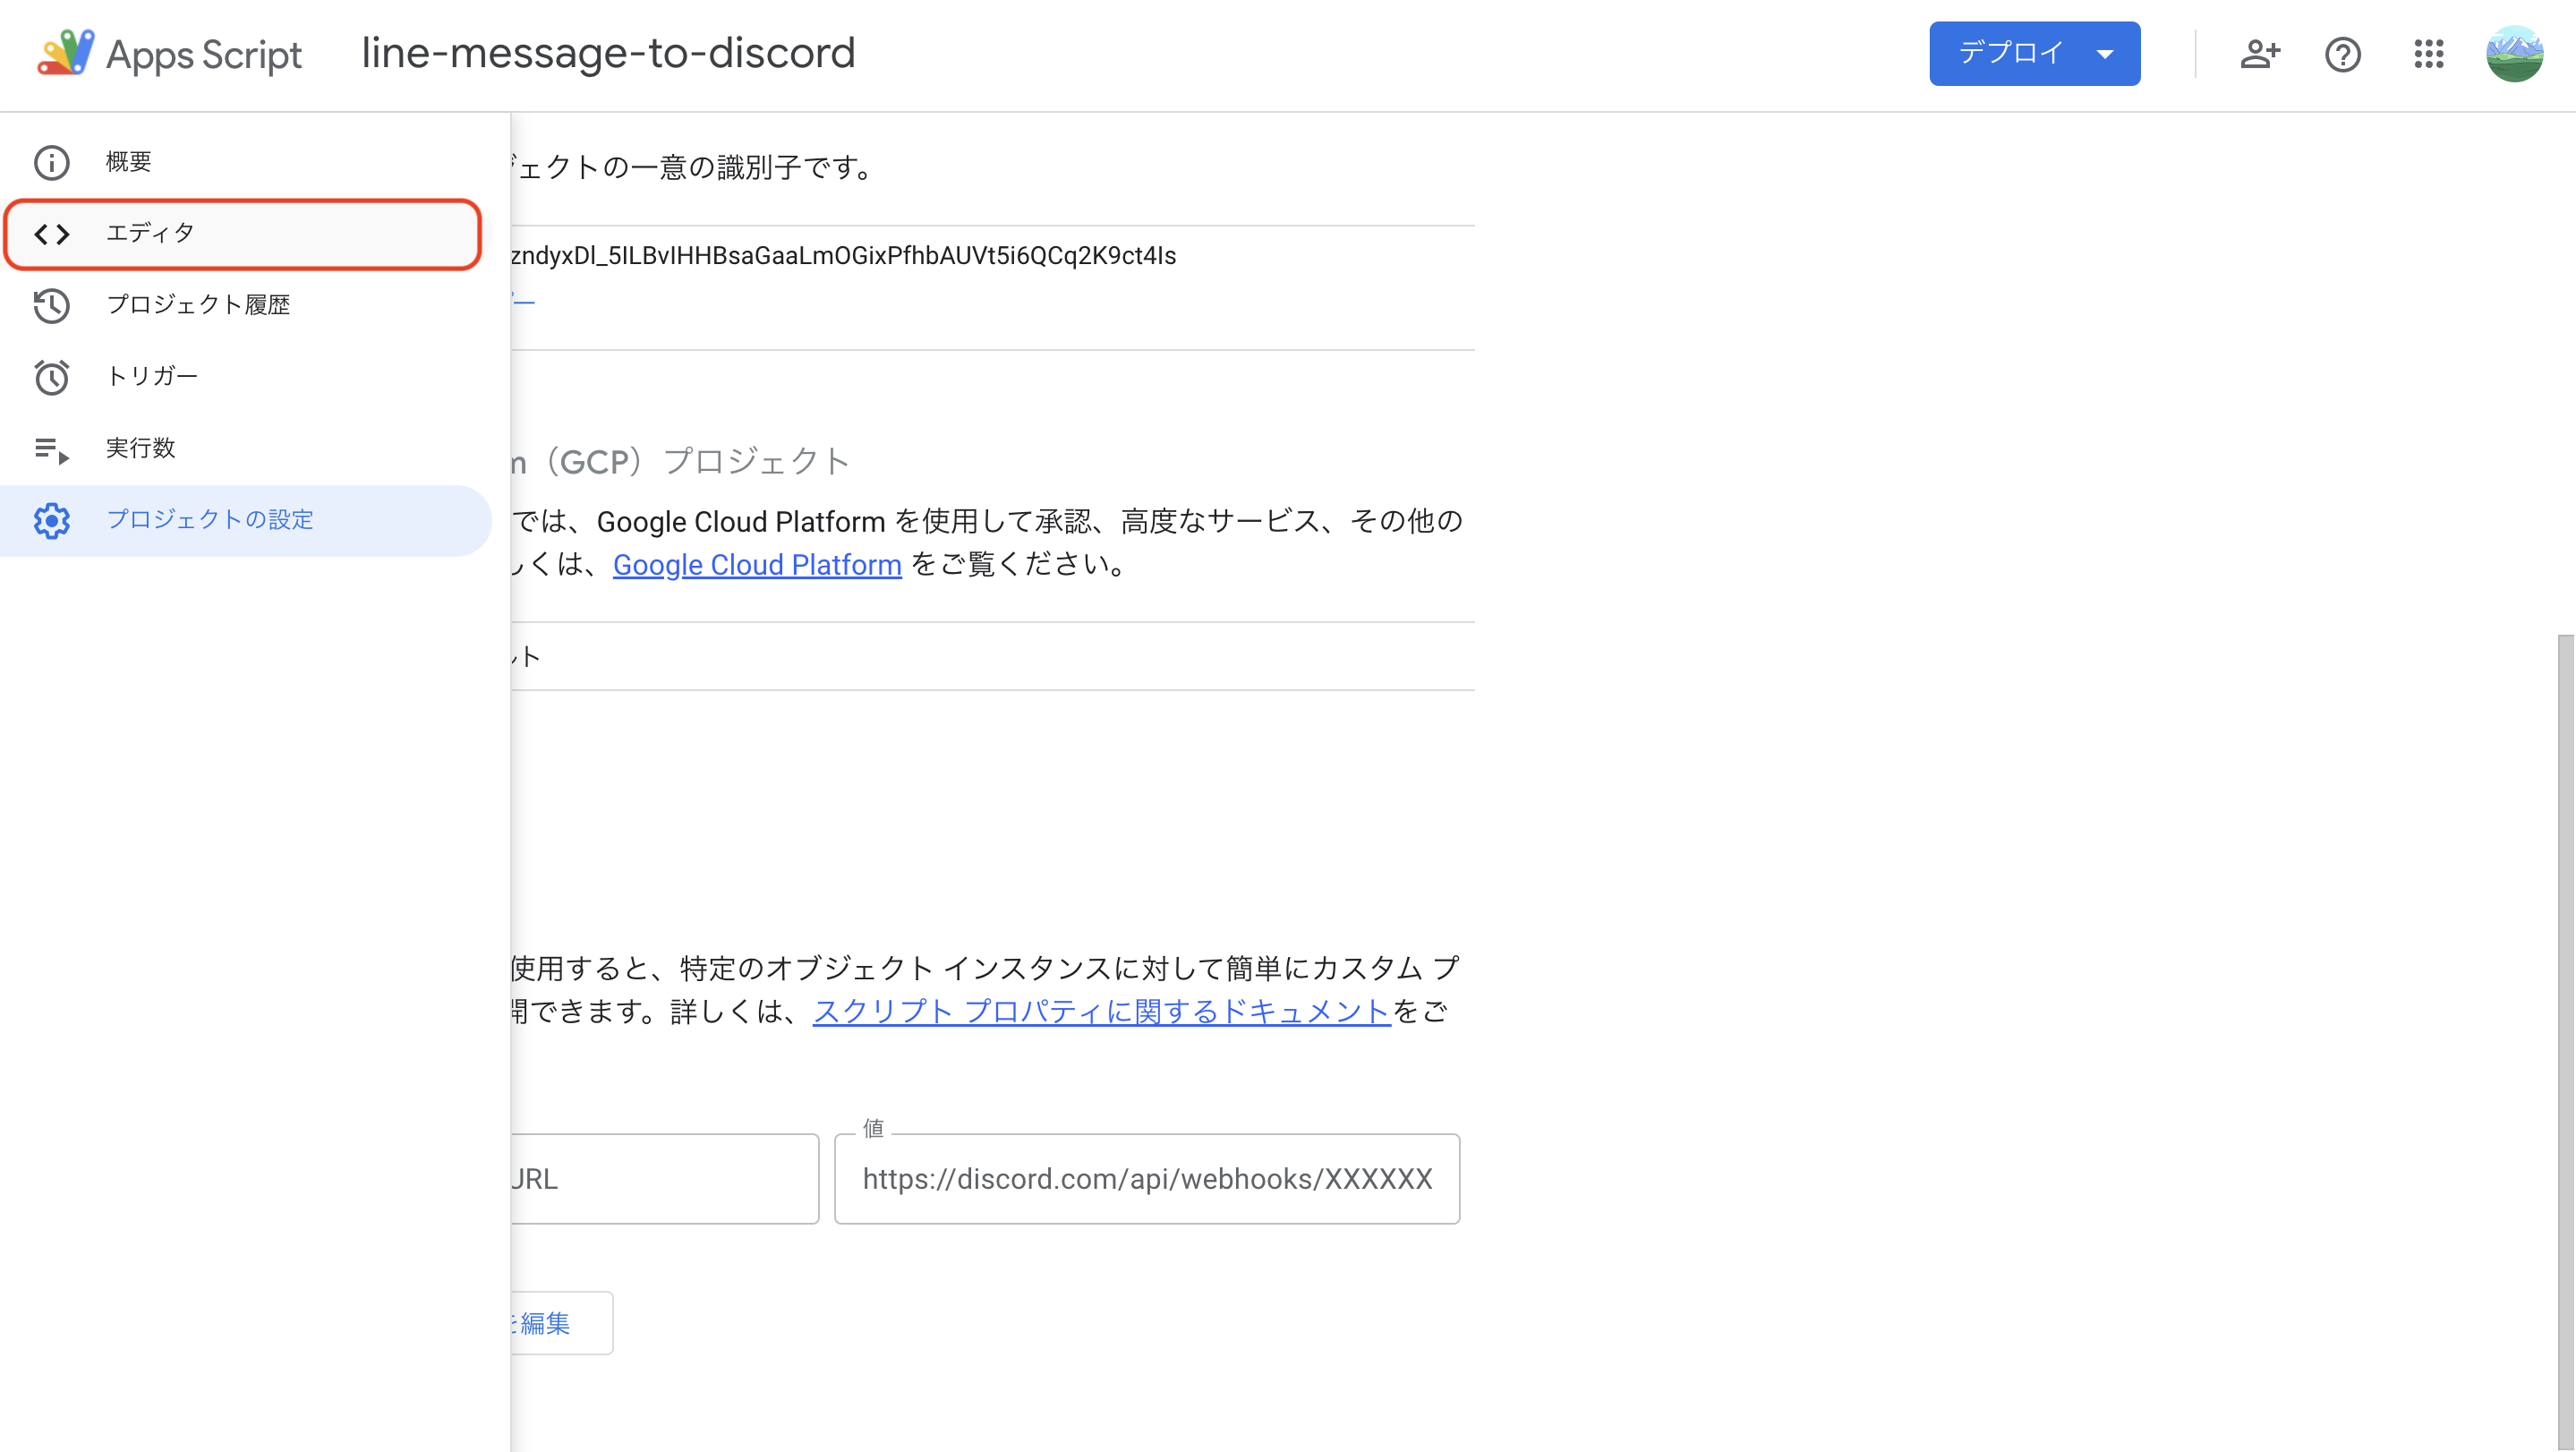 Apps Script
line-message-to-discord
デプロイ
概要
エディタ
プロジェクト履歴
トリガー
実行数
プロジェクトの設定
ジェクトの一意の識別子です。
zndyxDl_5ILBvIHHBsaGaaLmOGixPfhbAUVt5i6QCq2K9ct4Is
ピー
m（GCP）プロジェクト
では、Google Cloud Platform を使用して承認、高度なサービス、その他の
しくは、Google Cloud Platform をご覧ください。
ルト
使用すると、特定のオブジェクト インスタンスに対して簡単にカスタム プ
開できます。詳しくは、スクリプト プロパティに関するドキュメントをご
URL
値
https://discord.com/api/webhooks/XXXXXX
を編集